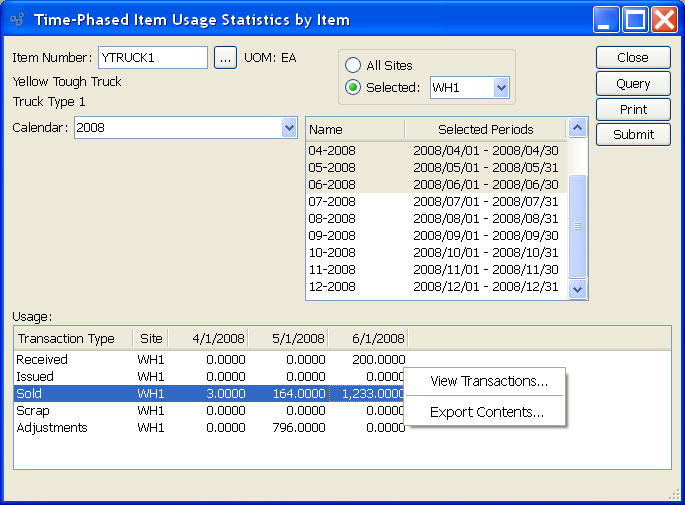 Time-Phased Item Usage Statistics by Item
Item Number: YTRUCK1 ... UOM: EA
Yellow Tough Truck
Truck Type 1
Calendar: 2008
All Sites
Selected: WH1
Close
Query
Print
Submit
Name Selected Periods
04-2008 2008/04/01 - 2008/04/30
05-2008 2008/05/01 - 2008/05/31
06-2008 2008/06/01 - 2008/06/30
07-2008 2008/07/01 - 2008/07/31
08-2008 2008/08/01 - 2008/08/31
09-2008 2008/09/01 - 2008/09/30
10-2008 2008/10/01 - 2008/10/31
11-2008 2008/11/01 - 2008/11/30
12-2008 2008/12/01 - 2008/12/31
Usage:
Transaction Type Site 4/1/2008 5/1/2008 6/1/2008
Received WH1 0.0000 0.0000 200.0000
Issued WH1 0.0000 0.0000 0.0000
Sold WH1 3.0000 164.0000 1,233.0000
Scrap WH1 0.0000 0.0000 0.0000
Adjustments WH1 0.0000 796.0000 0.0000
View Transactions...
Export Contents...